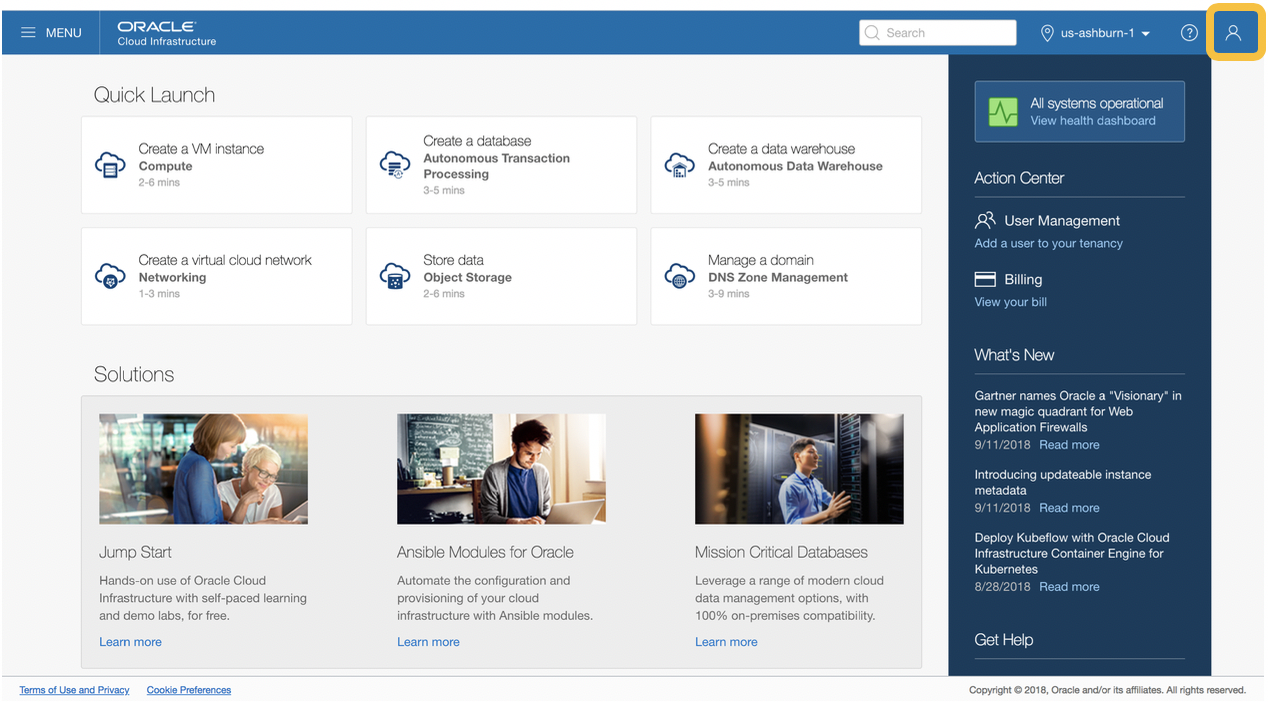 MENU
ORACLE
Cloud Infrastructure
Search
us-ashburn-1
?
Quick Launch
Create a VM instance
Compute
2-6 mins
Create a database
Autonomous Transaction
Processing
3-5 mins
Create a data warehouse
Autonomous Data Warehouse
3-5 mins
Create a virtual cloud network
Networking
1-3 mins
Store data
Object Storage
2-6 mins
Manage a domain
DNS Zone Management
3-9 mins
Solutions
Jump Start
Hands-on use of Oracle Cloud
Infrastructure with self-paced learning
and demo labs, for free.
Learn more
Ansible Modules for Oracle
Automate the configuration and
provisioning of your cloud
infrastructure with Ansible modules.
Learn more
Mission Critical Databases
Leverage a range of modern cloud
data management options, with
100% on-premises compatibility.
Learn more
All systems operational
View health dashboard
Action Center
User Management
Add a user to your tenancy
Billing
View your bill
What's New
Gartner names Oracle a "Visionary" in
new magic quadrant for Web
Application Firewalls
9/11/2018 Read more
Introducing updateable instance
metadata
9/11/2018 Read more
Deploy Kubeflow with Oracle Cloud
Infrastructure Container Engine for
Kubernetes
8/28/2018 Read more
Get Help
Terms of Use and Privacy
Cookie Preferences
Copyright © 2018, Oracle and/or its affiliates. All rights reserved.